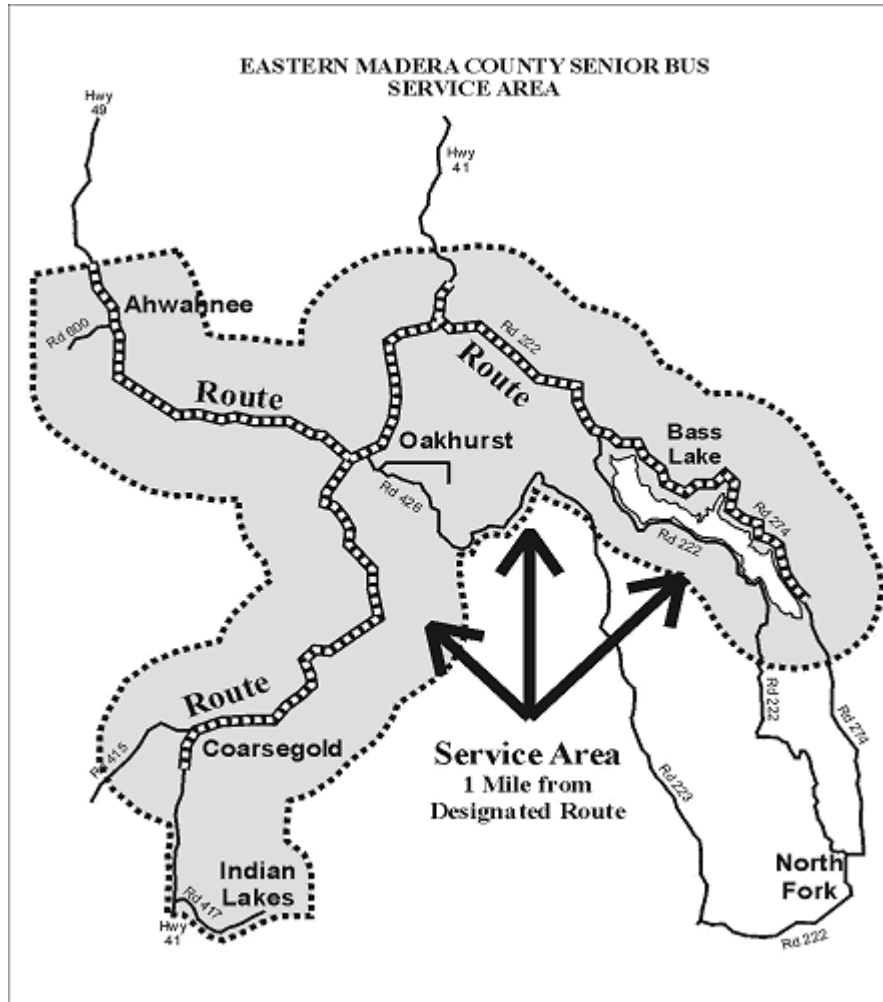 EASTERN MADERA COUNTY SENIOR BUS
SERVICE AREA
Hwy
49
Hwy
41
Ahwahnee
Rd 600
Route
Rd 222
Route
Oakhurst
Rd 426
Bass
Lake
Rd 274
Rd 222
Route
Coarsegold
Rd 415
Service Area
1 Mile from
Designated Route
Rd 222
Rd 274
Rd 223
Indian
Lakes
Rd 417
Hwy
41
North
Fork
Rd 222